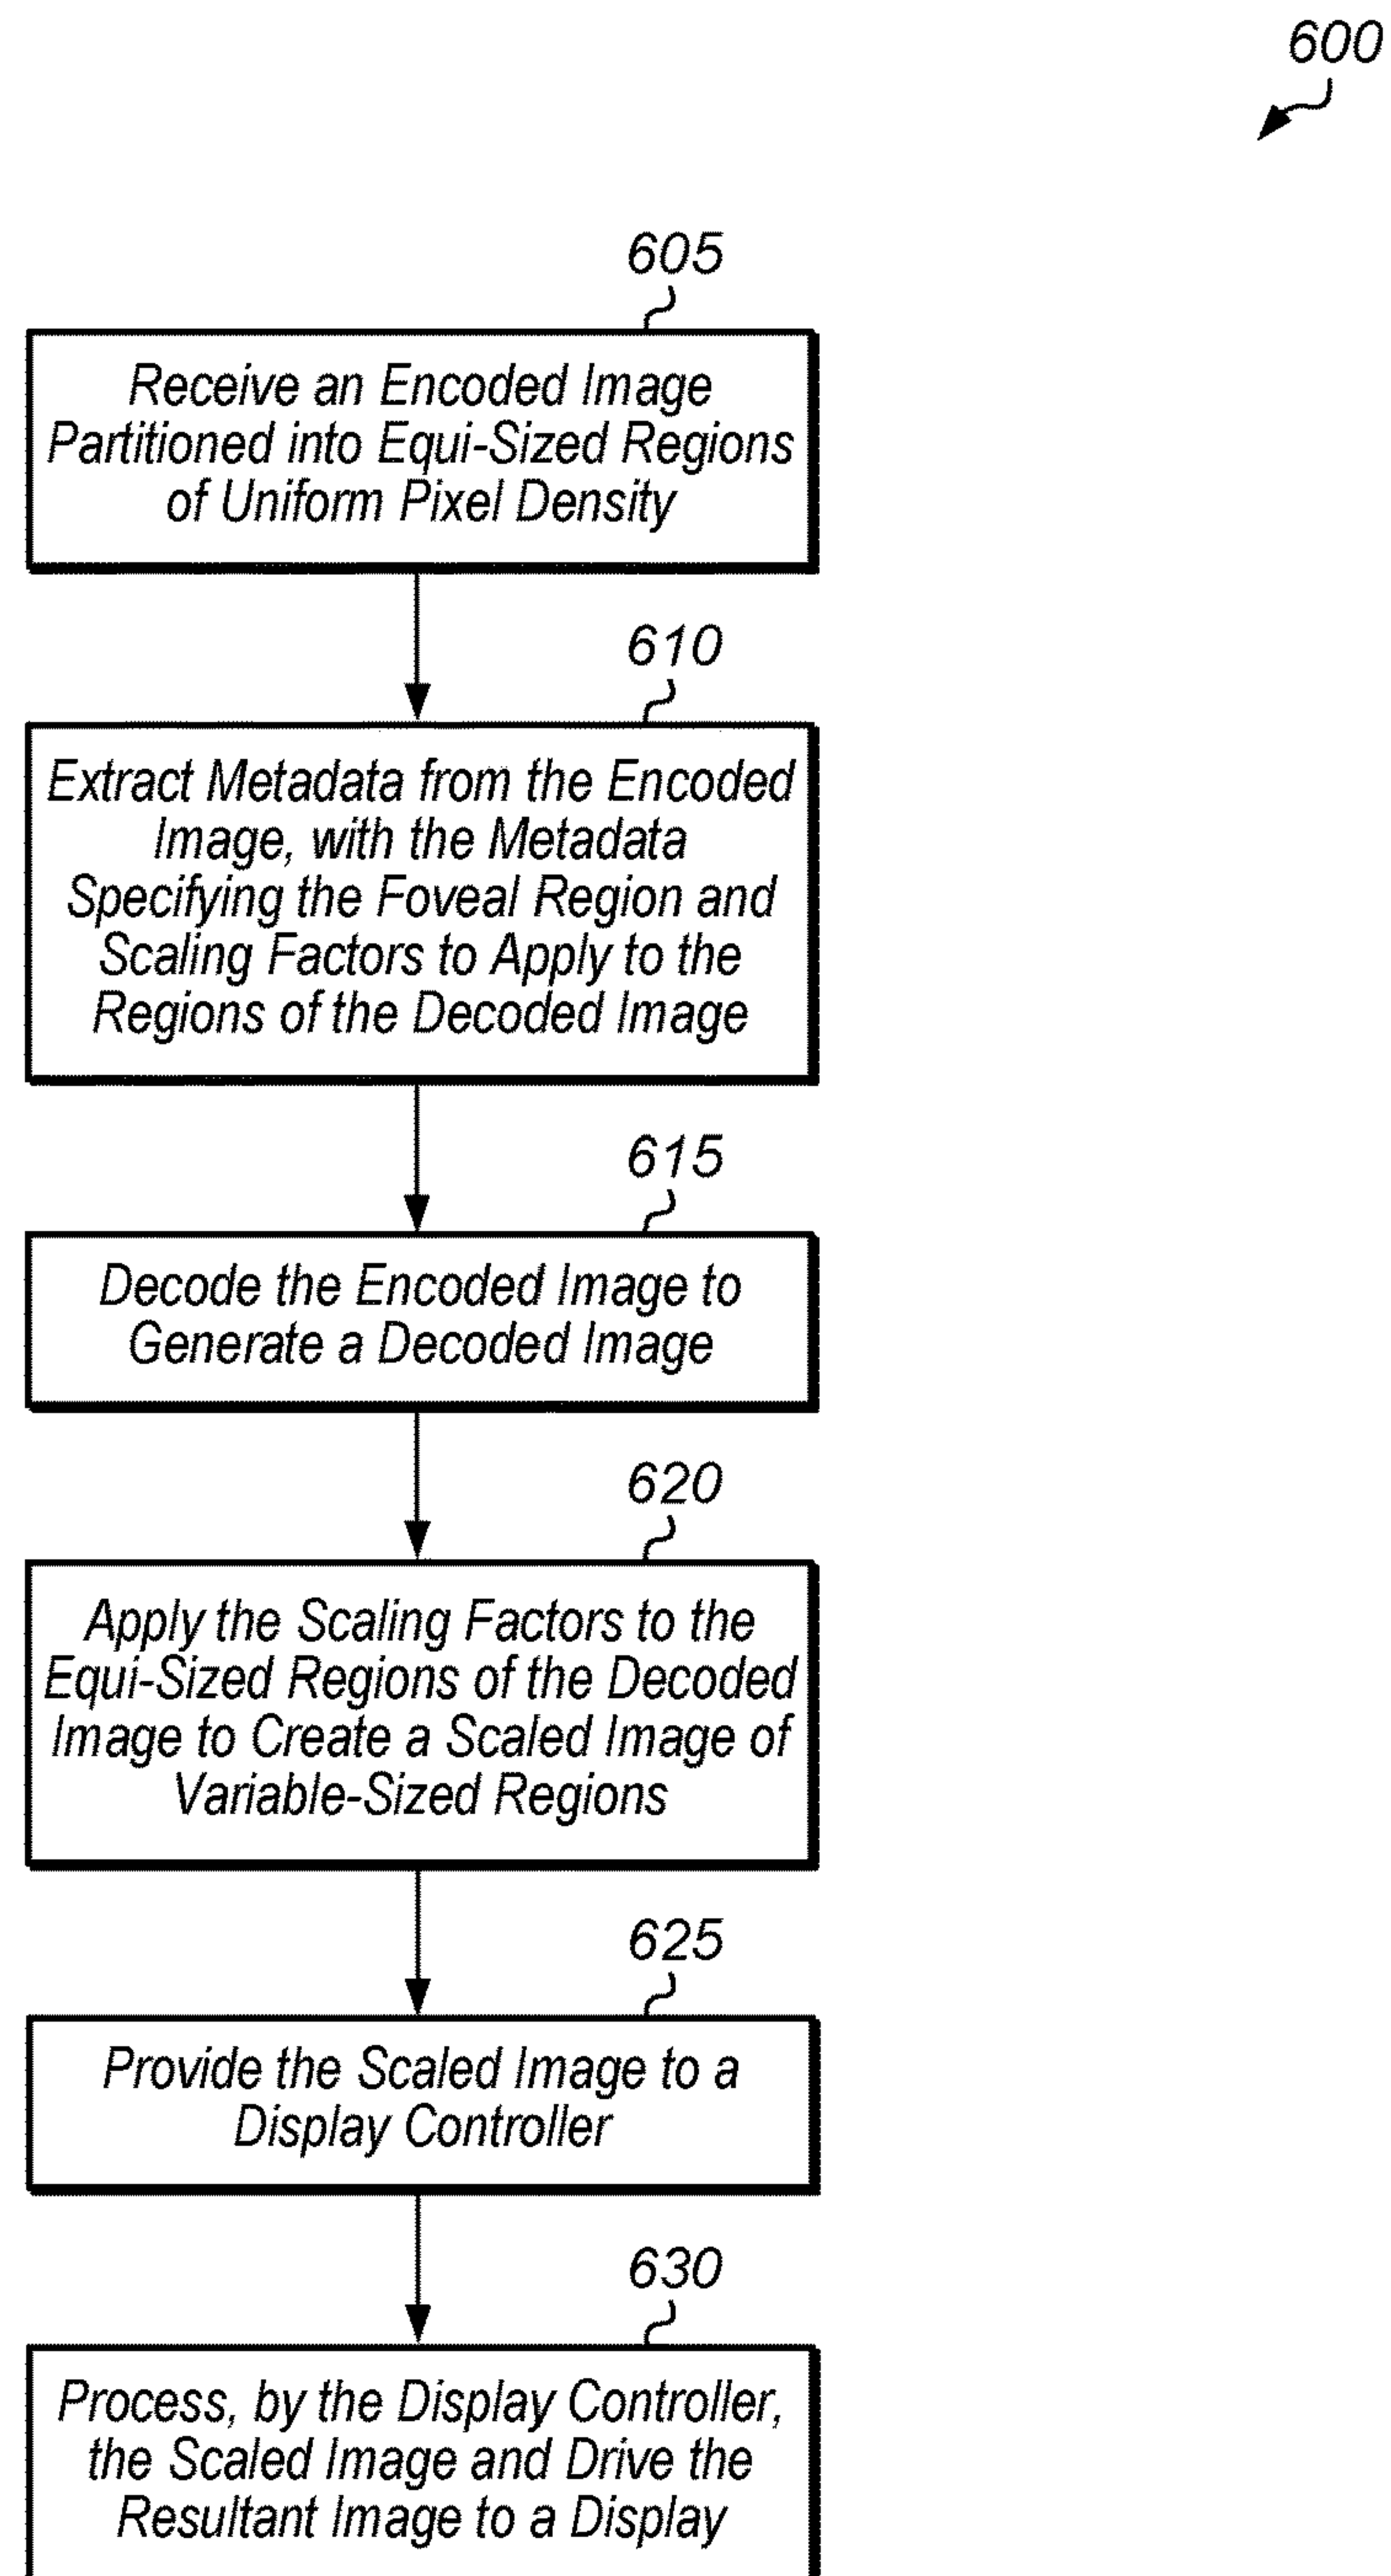 600
605
Receive an Encoded Image
Partitioned into Equi-Sized Regions
of Uniform Pixel Density
610
Extract Metadata from the Encoded
Image, with the Metadata
Specifying the Foveal Region and
Scaling Factors to Apply to the
Regions of the Decoded Image
615
Decode the Encoded Image to
Generate a Decoded Image
620
Apply the Scaling Factors to the
Equi-Sized Regions of the Decoded
Image to Create a Scaled Image of
Variable-Sized Regions
625
Provide the Scaled Image to a
Display Controller
630
Process, by the Display Controller,
the Scaled Image and Drive the
Resultant Image to a Display